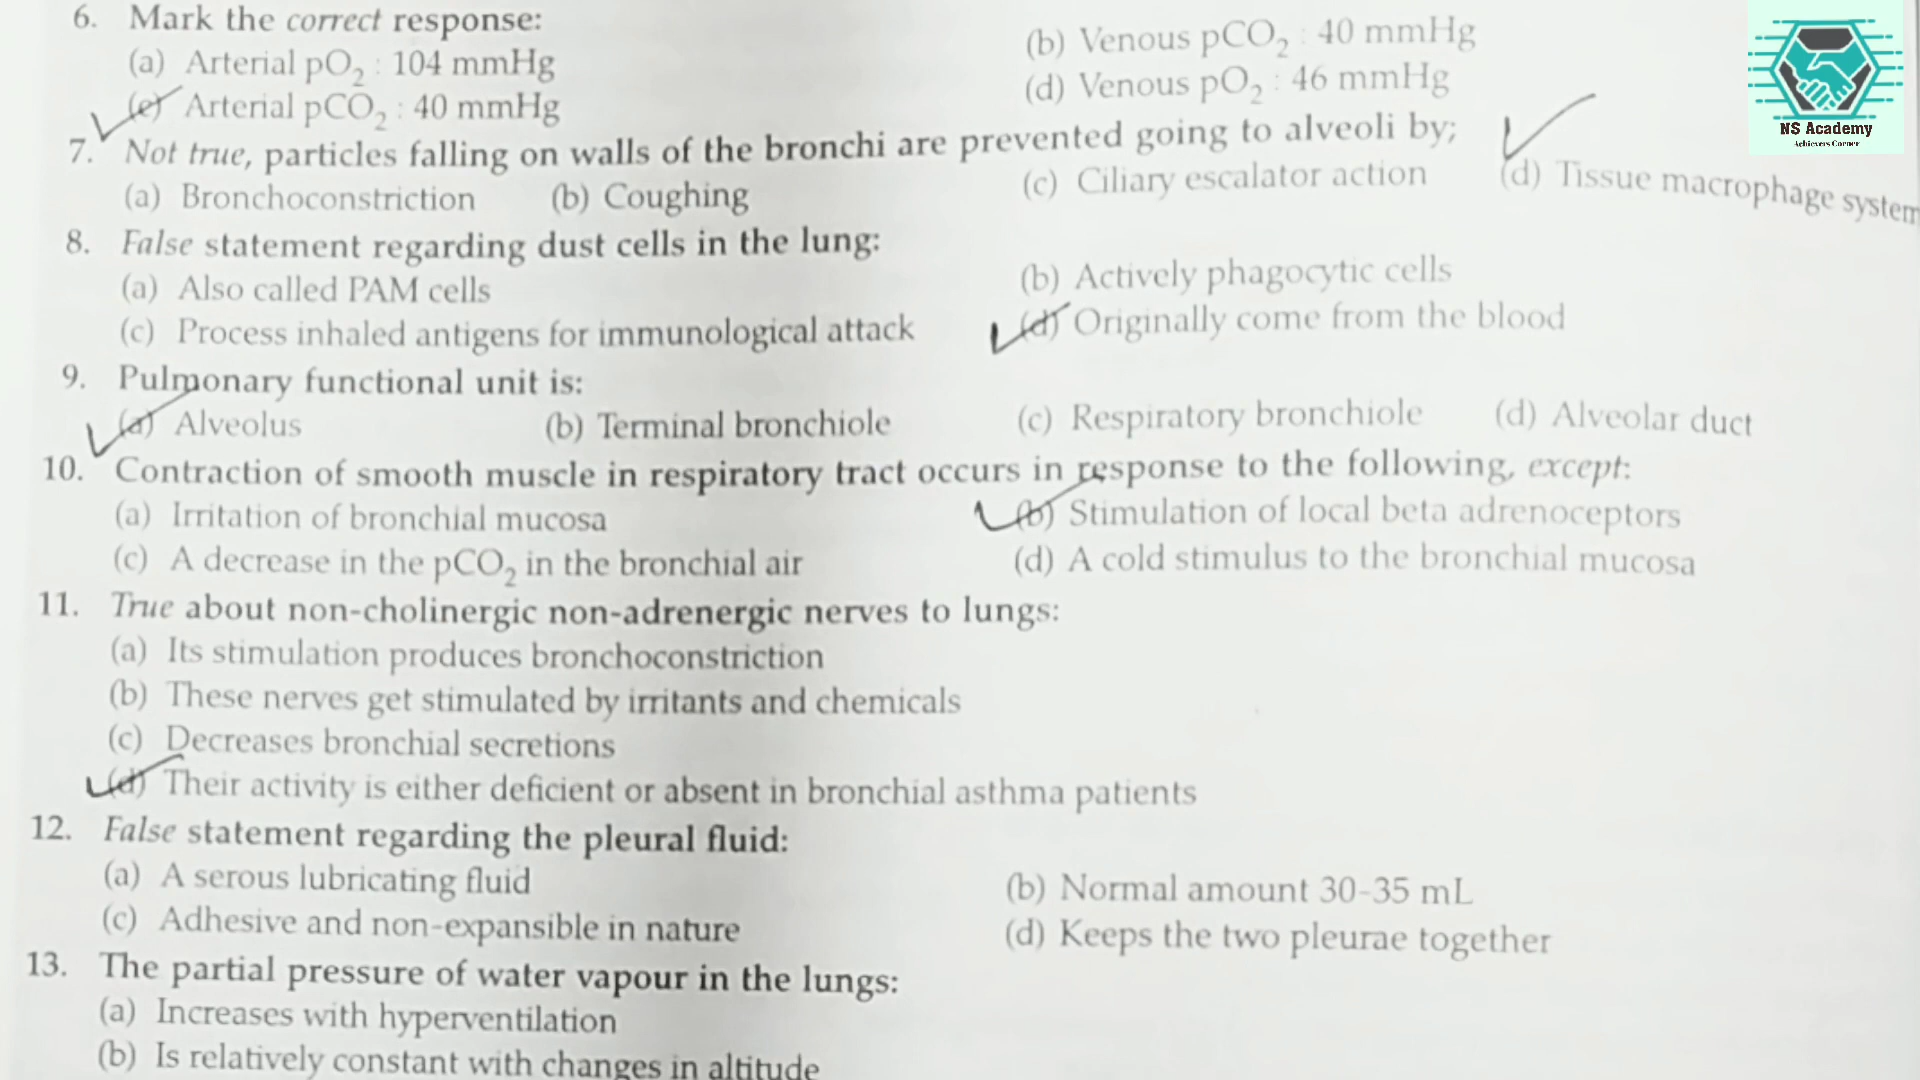 6. Mark the correct response:
(a) Arterial pO₂ : 104 mmHg
(b) Venous pCO₂ : 40 mmHg
(c) Arterial pCO₂ : 40 mmHg
(d) Venous pO₂ : 46 mmHg
7. Not true, particles falling on walls of the bronchi are prevented going to alveoli by;
(a) Bronchoconstriction (b) Coughing (c) Ciliary escalator action (d) Tissue macrophage system
8. False statement regarding dust cells in the lung:
(a) Also called PAM cells
(b) Actively phagocytic cells
(c) Process inhaled antigens for immunological attack
(d) Originally come from the blood
9. Pulmonary functional unit is:
(a) Alveolus (b) Terminal bronchiole (c) Respiratory bronchiole (d) Alveolar duct
10. Contraction of smooth muscle in respiratory tract occurs in response to the following, except:
(a) Irritation of bronchial mucosa
(b) Stimulation of local beta adrenoceptors
(c) A decrease in the pCO₂ in the bronchial air
(d) A cold stimulus to the bronchial mucosa
11. True about non-cholinergic non-adrenergic nerves to lungs:
(a) Its stimulation produces bronchoconstriction
(b) These nerves get stimulated by irritants and chemicals
(c) Decreases bronchial secretions
(d) Their activity is either deficient or absent in bronchial asthma patients
12. False statement regarding the pleural fluid:
(a) A serous lubricating fluid
(b) Normal amount 30-35 mL
(c) Adhesive and non-expansible in nature
(d) Keeps the two pleurae together
13. The partial pressure of water vapour in the lungs:
(a) Increases with hyperventilation
(b) Is relatively constant with changes in altitude
NS Academy
Achievers Corner